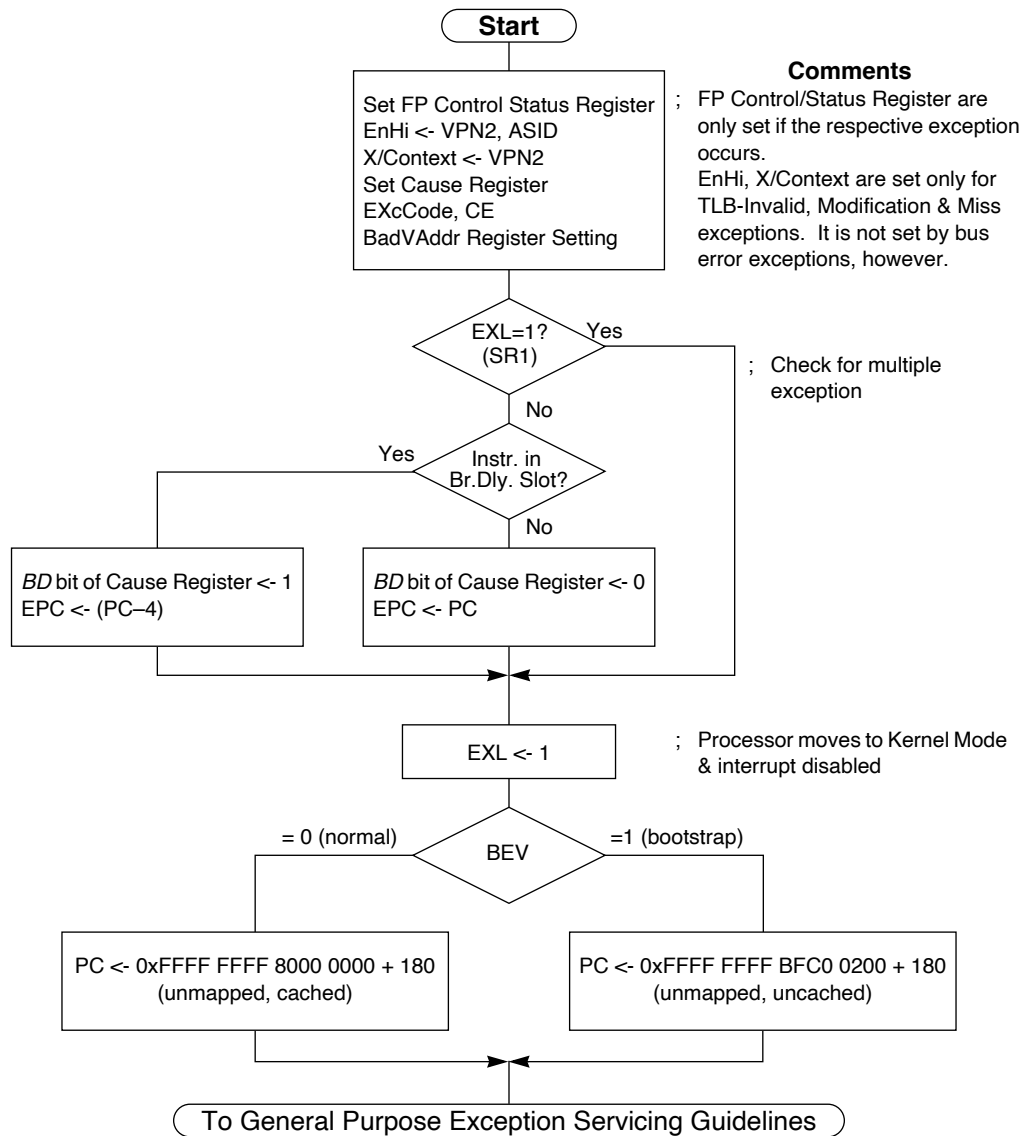 Start
Set FP Control Status Register
EnHi <- VPN2, ASID
X/Context <- VPN2
Set Cause Register
EXcCode, CE
BadVAddr Register Setting
Comments
; FP Control/Status Register are
only set if the respective exception
occurs.
EnHi, X/Context are set only for
TLB-Invalid, Modification & Miss
exceptions. It is not set by bus
error exceptions, however.
EXL=1?
(SR1)
Yes
; Check for multiple
exception
No
Yes
Instr. in
Br.Dly. Slot?
No
BD bit of Cause Register <- 1
EPC <- (PC–4)
BD bit of Cause Register <- 0
EPC <- PC
EXL <- 1
; Processor moves to Kernel Mode
& interrupt disabled
= 0 (normal)
BEV
=1 (bootstrap)
PC <- 0xFFFF FFFF 8000 0000 + 180
(unmapped, cached)
PC <- 0xFFFF FFFF BFC0 0200 + 180
(unmapped, uncached)
To General Purpose Exception Servicing Guidelines